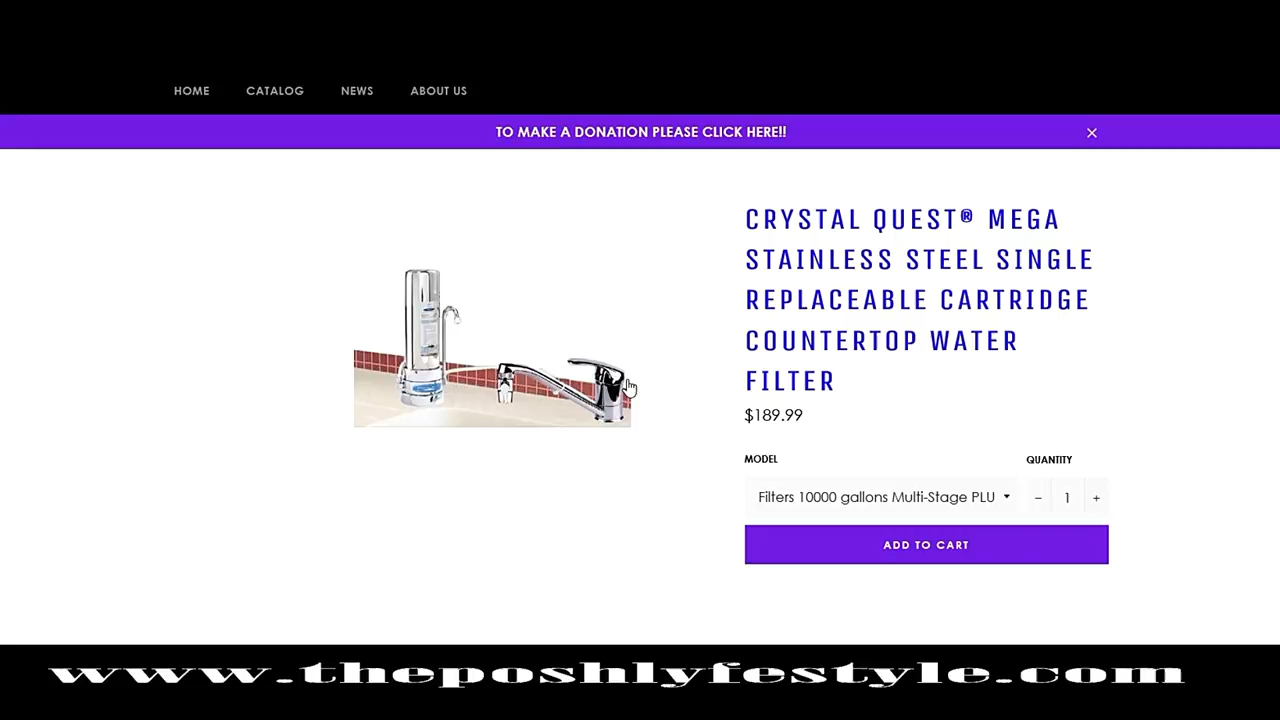 HOME CATALOG NEWS ABOUT US
TO MAKE A DONATION PLEASE CLICK HERE!!
CRYSTAL QUEST® MEGA
STAINLESS STEEL SINGLE
REPLACEABLE CARTRIDGE
COUNTERTOP WATER
FILTER
$189.99
MODEL QUANTITY
Filters 10000 gallons Multi-Stage PLU − 1 +
ADD TO CART
www.theposhlyfestyle.com